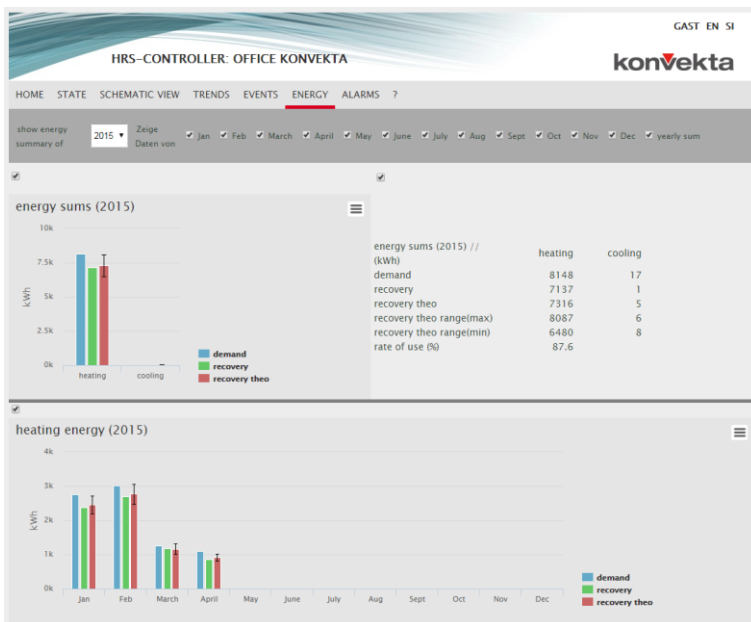 GAST EN SI
HRS-CONTROLLER: OFFICE KONVEKTA
konvekta
HOME STATE SCHEMATIC VIEW TRENDS EVENTS ENERGY ALARMS ?
show energy summary of
2015
Zeige Daten von
Jan Feb March April May June July Aug Sept Oct Nov Dec yearly sum
energy sums (2015)
10k
7.5k
5k
2.5k
0k
kWh
heating cooling
demand
recovery
recovery theo
energy sums (2015) // (kWh) heating cooling
demand 8148 17
recovery 7137 1
recovery theo 7316 5
recovery theo range(max) 8087 6
recovery theo range(min) 6480 8
rate of use (%) 87.6
heating energy (2015)
4k
3k
2k
1k
0k
kWh
Jan Feb March April May June July Aug Sept Oct Nov Dec
demand
recovery
recovery theo